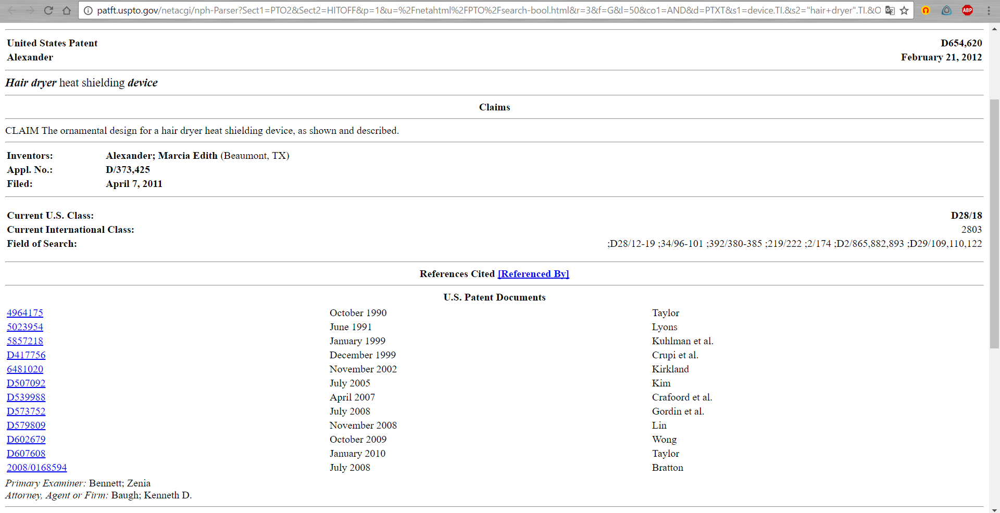 patft.uspto.gov/netacgi/nph-Parser?Sect1=PTO2&Sect2=HITOFF&p=1&u=%2Fnetahtml%2FPTO%2Fsearch-bool.html&r=3&f=G&l=50&co1=AND&d=PTXT&s1=device.TI.&s2="hair+dryer".TI.&O
ABP
United States Patent D654,620
Alexander February 21, 2012
Hair dryer heat shielding device
Claims
CLAIM The ornamental design for a hair dryer heat shielding device, as shown and described.
Inventors: Alexander; Marcia Edith (Beaumont, TX)
Appl. No.: D/373,425
Filed: April 7, 2011
Current U.S. Class: D28/18
Current International Class: 2803
Field of Search: ;D28/12-19 ;34/96-101 ;392/380-385 ;219/222 ;2/174 ;D2/865,882,893 ;D29/109,110,122
References Cited [Referenced By]
U.S. Patent Documents
4964175 October 1990 Taylor
5023954 June 1991 Lyons
5857218 January 1999 Kuhlman et al.
D417756 December 1999 Crupi et al.
6481020 November 2002 Kirkland
D507092 July 2005 Kim
D539988 April 2007 Crafoord et al.
D573752 July 2008 Gordin et al.
D579809 November 2008 Lin
D602679 October 2009 Wong
D607608 January 2010 Taylor
2008/0168594 July 2008 Bratton
Primary Examiner: Bennett; Zenia
Attorney, Agent or Firm: Baugh; Kenneth D.